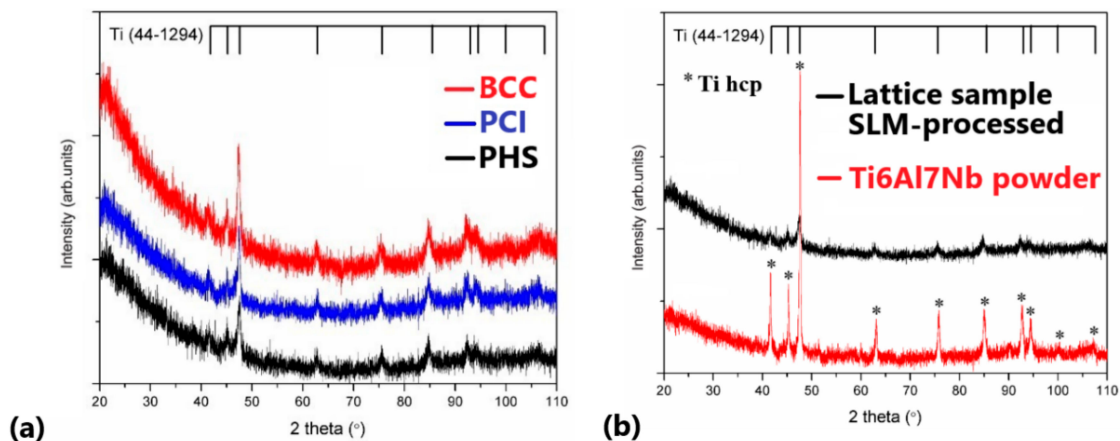 Ti (44-1294)
BCC
PCI
PHS
Intensity (arb.units)
20 30 40 50 60 70 80 90 100 110
2 theta (°)
(a)
Ti (44-1294)
* Ti hcp
Lattice sample
SLM-processed
Ti6Al7Nb powder
* * * * * * * * * *
Intensity (arb.units)
20 30 40 50 60 70 80 90 100 110
2 theta (°)
(b)